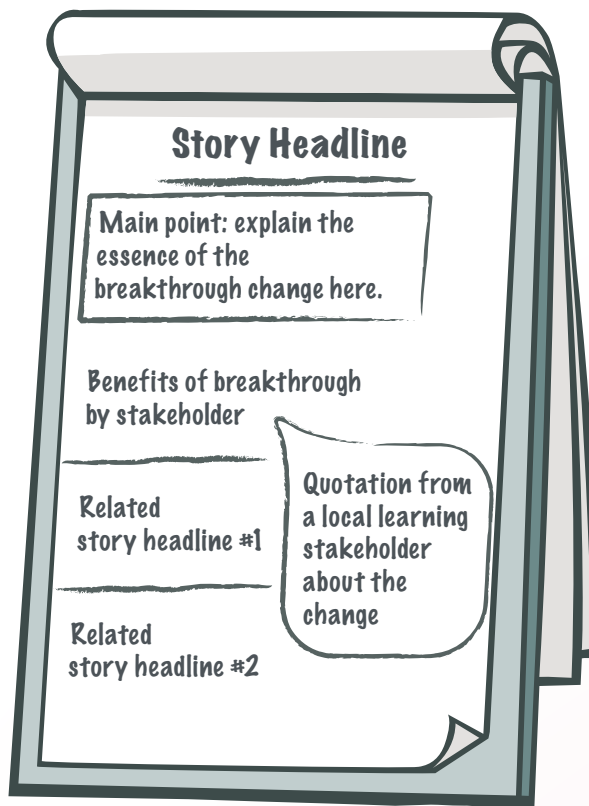 Story Headline
Main point: explain the
essence of the
breakthrough change here.
Benefits of breakthrough
by stakeholder
Related
story headline #1
Related
story headline #2
Quotation from
a local learning
stakeholder
about the
change